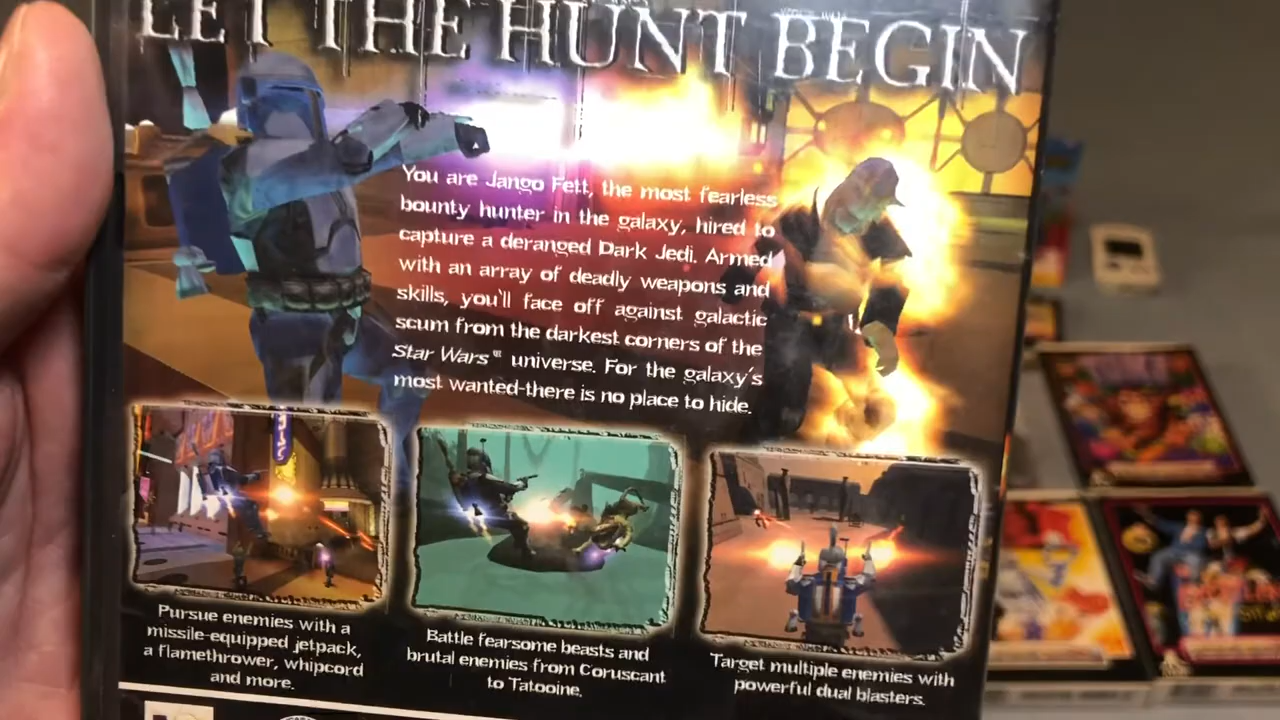 LET THE HUNT BEGIN
You are Jango Fett, the most fearless
bounty hunter in the galaxy, hired to
capture a deranged Dark Jedi. Armed
with an array of deadly weapons and
skills, you'll face off against galactic
scum from the darkest corners of the
Star Wars universe. For the galaxy's
most wanted-there is no place to hide.
Pursue enemies with a
missile-equipped jetpack,
a flamethrower, whipcord
and more.
Battle fearsome beasts and
brutal enemies from Coruscant
to Tatooine.
Target multiple enemies with
powerful dual blasters.